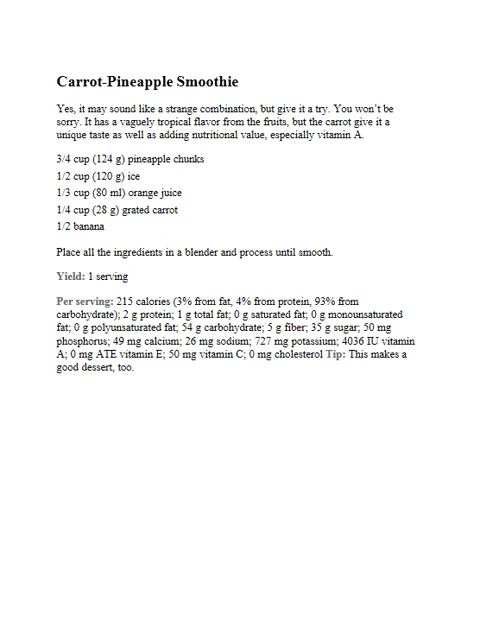 Carrot-Pineapple Smoothie
Yes, it may sound like a strange combination, but give it a try. You won't be
sorry. It has a vaguely tropical flavor from the fruits, but the carrot give it a
unique taste as well as adding nutritional value, especially vitamin A.
3/4 cup (124 g) pineapple chunks
1/2 cup (120 g) ice
1/3 cup (80 ml) orange juice
1/4 cup (28 g) grated carrot
1/2 banana
Place all the ingredients in a blender and process until smooth.
Yield: 1 serving
Per serving: 215 calories (3% from fat, 4% from protein, 93% from
carbohydrate); 2 g protein; 1 g total fat; 0 g saturated fat; 0 g monounsaturated
fat; 0 g polyunsaturated fat; 54 g carbohydrate; 5 g fiber; 35 g sugar; 50 mg
phosphorus; 49 mg calcium; 26 mg sodium; 727 mg potassium; 4036 IU vitamin
A; 0 mg ATE vitamin E; 50 mg vitamin C; 0 mg cholesterol Tip: This makes a
good dessert, too.